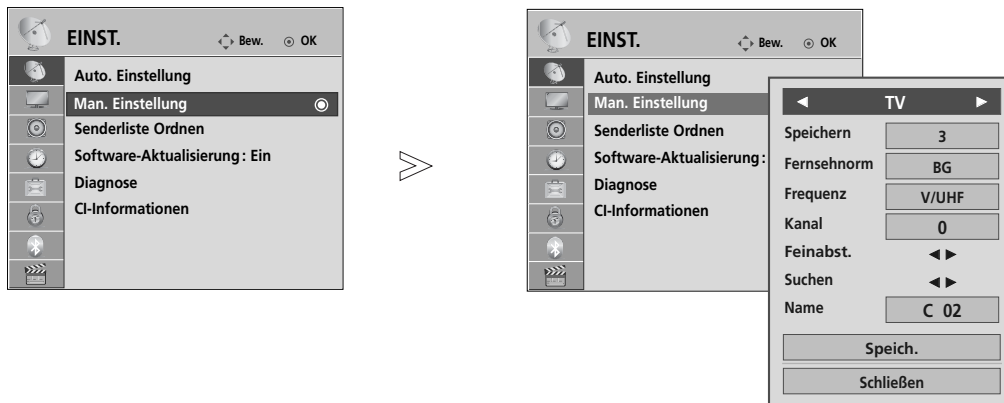 EINST. Bew. OK
Auto. Einstellung
Man. Einstellung
Senderliste Ordnen
Software-Aktualisierung: Ein
Diagnose
CI-Informationen
EINST. Bew. OK
Auto. Einstellung
Man. Einstellung
Senderliste Ordnen
Software-Aktualisierung:
Diagnose
CI-Informationen
◄ TV ►
Speichern 3
Fernsehnorm BG
Frequenz V/UHF
Kanal 0
Feinabst. ◄ ►
Suchen ◄ ►
Name C 02
Speich.
Schließen